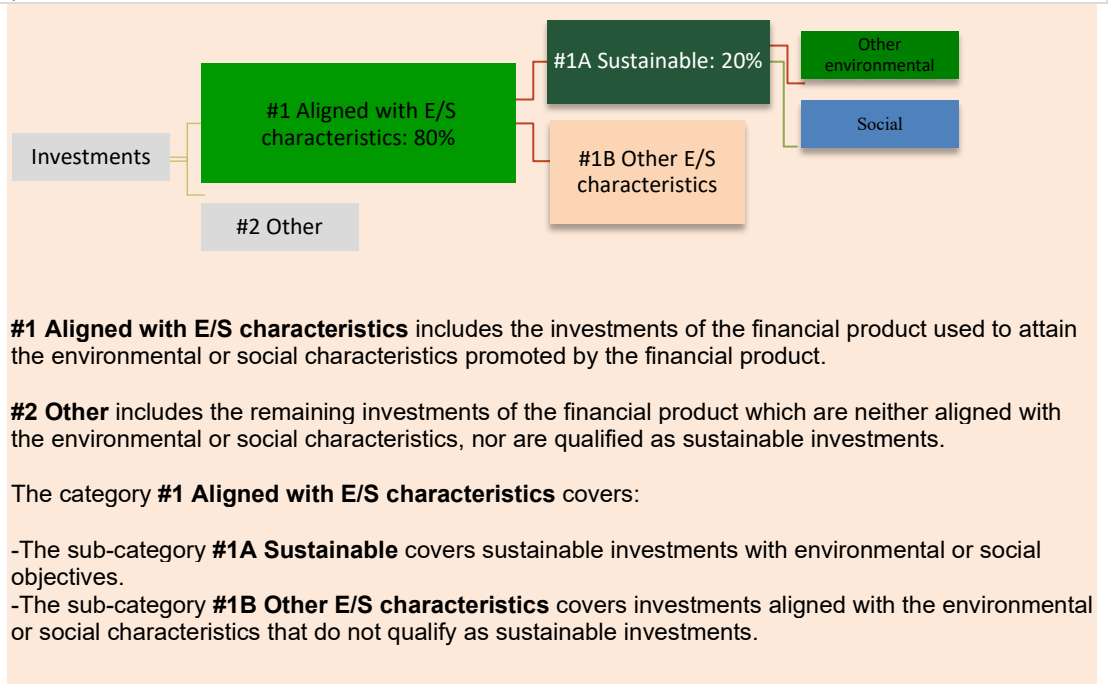 Investments
#1 Aligned with E/S
characteristics: 80%
#2 Other
#1A Sustainable: 20%
#1B Other E/S
characteristics
Other
environmental
Social
#1 Aligned with E/S characteristics includes the investments of the financial product used to attain
the environmental or social characteristics promoted by the financial product.
#2 Other includes the remaining investments of the financial product which are neither aligned with
the environmental or social characteristics, nor are qualified as sustainable investments.
The category #1 Aligned with E/S characteristics covers:
-The sub-category #1A Sustainable covers sustainable investments with environmental or social
objectives.
-The sub-category #1B Other E/S characteristics covers investments aligned with the environmental
or social characteristics that do not qualify as sustainable investments.